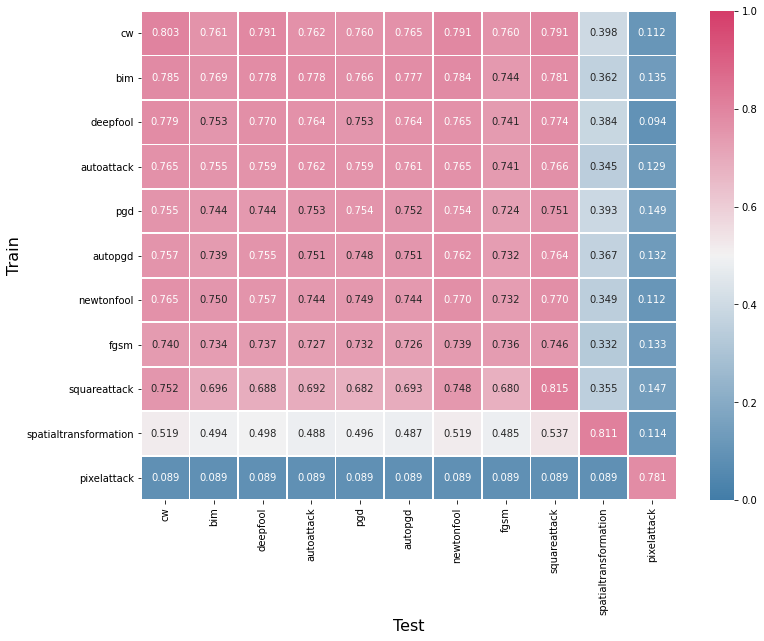 cw 0.803 0.761 0.791 0.762 0.760 0.765 0.791 0.760 0.791 0.398 0.112
bim 0.785 0.769 0.778 0.778 0.766 0.777 0.784 0.744 0.781 0.362 0.135
deepfool 0.779 0.753 0.770 0.764 0.753 0.764 0.765 0.741 0.774 0.384 0.094
autoattack 0.765 0.755 0.759 0.762 0.759 0.761 0.765 0.741 0.766 0.345 0.129
pgd 0.755 0.744 0.744 0.753 0.754 0.752 0.754 0.724 0.751 0.393 0.149
autopgd 0.757 0.739 0.755 0.751 0.748 0.751 0.762 0.732 0.764 0.367 0.132
newtonfool 0.765 0.750 0.757 0.744 0.749 0.744 0.770 0.732 0.770 0.349 0.112
fgsm 0.740 0.734 0.737 0.727 0.732 0.726 0.739 0.736 0.746 0.332 0.133
squareattack 0.752 0.696 0.688 0.692 0.682 0.693 0.748 0.680 0.815 0.355 0.147
spatialtransformation 0.519 0.494 0.498 0.488 0.496 0.487 0.519 0.485 0.537 0.811 0.114
pixelattack 0.089 0.089 0.089 0.089 0.089 0.089 0.089 0.089 0.089 0.089 0.781
cw bim deepfool autoattack pgd autopgd newtonfool fgsm squareattack spatialtransformation pixelattack
Train
Test
1.0
0.8
0.6
0.4
0.2
0.0